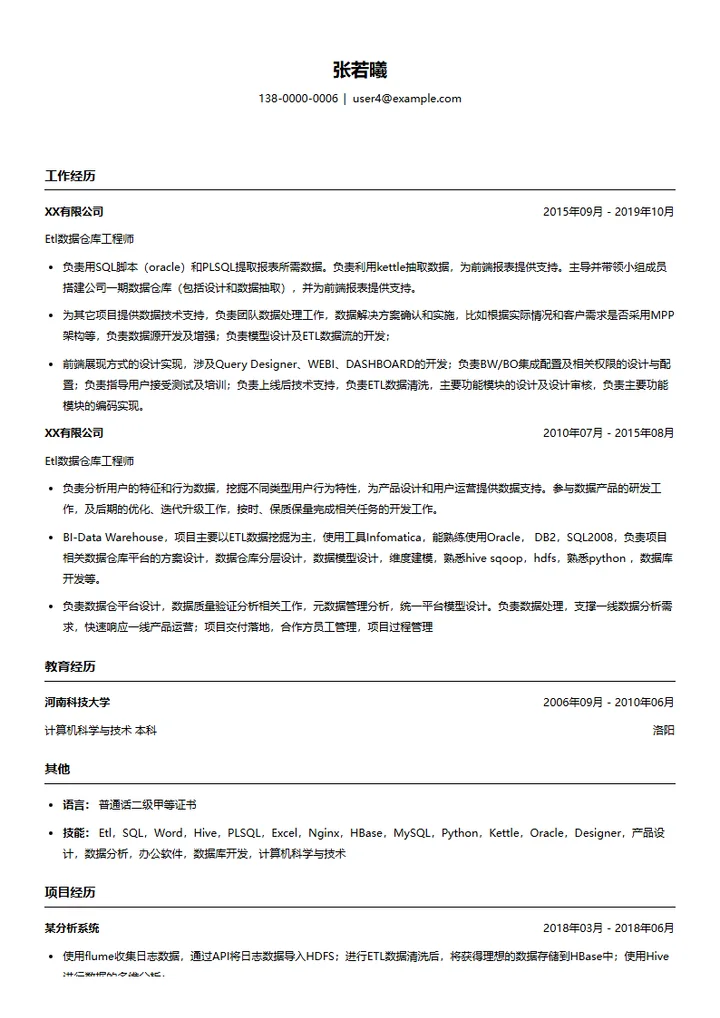 张若曦
138-0000-0006 | user4@example.com
工作经历
XX有限公司 2015年09月 - 2019年10月
Etl数据仓库工程师
• 负责用SQL脚本（oracle）和PLSQL提取报表所需数据。负责利用kettle抽取数据，为前端报表提供支持。主导并带领小组成员
搭建公司一期数据仓库（包括设计和数据抽取），并为前端报表提供支持。
• 为其它项目提供数据技术支持，负责团队数据处理工作，数据解决方案确认和实施，比如根据实际情况和客户需求是否采用MPP
架构等，负责数据源开发及增强；负责模型设计及ETL数据流的开发；
• 前端展现方式的设计实现，涉及Query Designer、WEBI、DASHBOARD的开发；负责BW/BO集成配置及相关权限的设计与配
置；负责指导用户接受测试及培训；负责上线后技术支持，负责ETL数据清洗，主要功能模块的设计及设计审核，负责主要功能
模块的编码实现。
XX有限公司 2010年07月 - 2015年08月
Etl数据仓库工程师
• 负责分析用户的特征和行为数据，挖掘不同类型用户行为特性，为产品设计和用户运营提供数据支持。参与数据产品的研发工
作，及后期的优化、迭代升级工作，按时、保质保量完成相关任务的开发工作。
• BI-Data Warehouse，项目主要以ETL数据挖掘为主，使用工具Infomatica，能熟练使用Oracle， DB2，SQL2008，负责项目
相关数据仓库平台的方案设计，数据仓库分层设计，数据模型设计，维度建模，熟悉hive sqoop，hdfs，熟悉python ，数据库
开发等。
• 负责数据仓平台设计，数据质量验证分析相关工作，元数据管理分析，统一平台模型设计。负责数据处理，支撑一线数据分析需
求，快速响应一线产品运营；项目交付落地，合作方员工管理，项目过程管理
教育经历
河南科技大学 2006年09月 - 2010年06月
计算机科学与技术 本科 洛阳
其他
• 语言： 普通话二级甲等证书
• 技能： Etl，SQL，Word，Hive，PLSQL，Excel，Nginx，HBase，MySQL，Python，Kettle，Oracle，Designer，产品设
计，数据分析，办公软件，数据库开发，计算机科学与技术
项目经历
某分析系统 2018年03月 - 2018年06月
• 使用flume收集日志数据，通过API将日志数据导入HDFS；进行ETL数据清洗后，将获得理想的数据存储到HBase中；使用Hive
进行数据的多维分析；